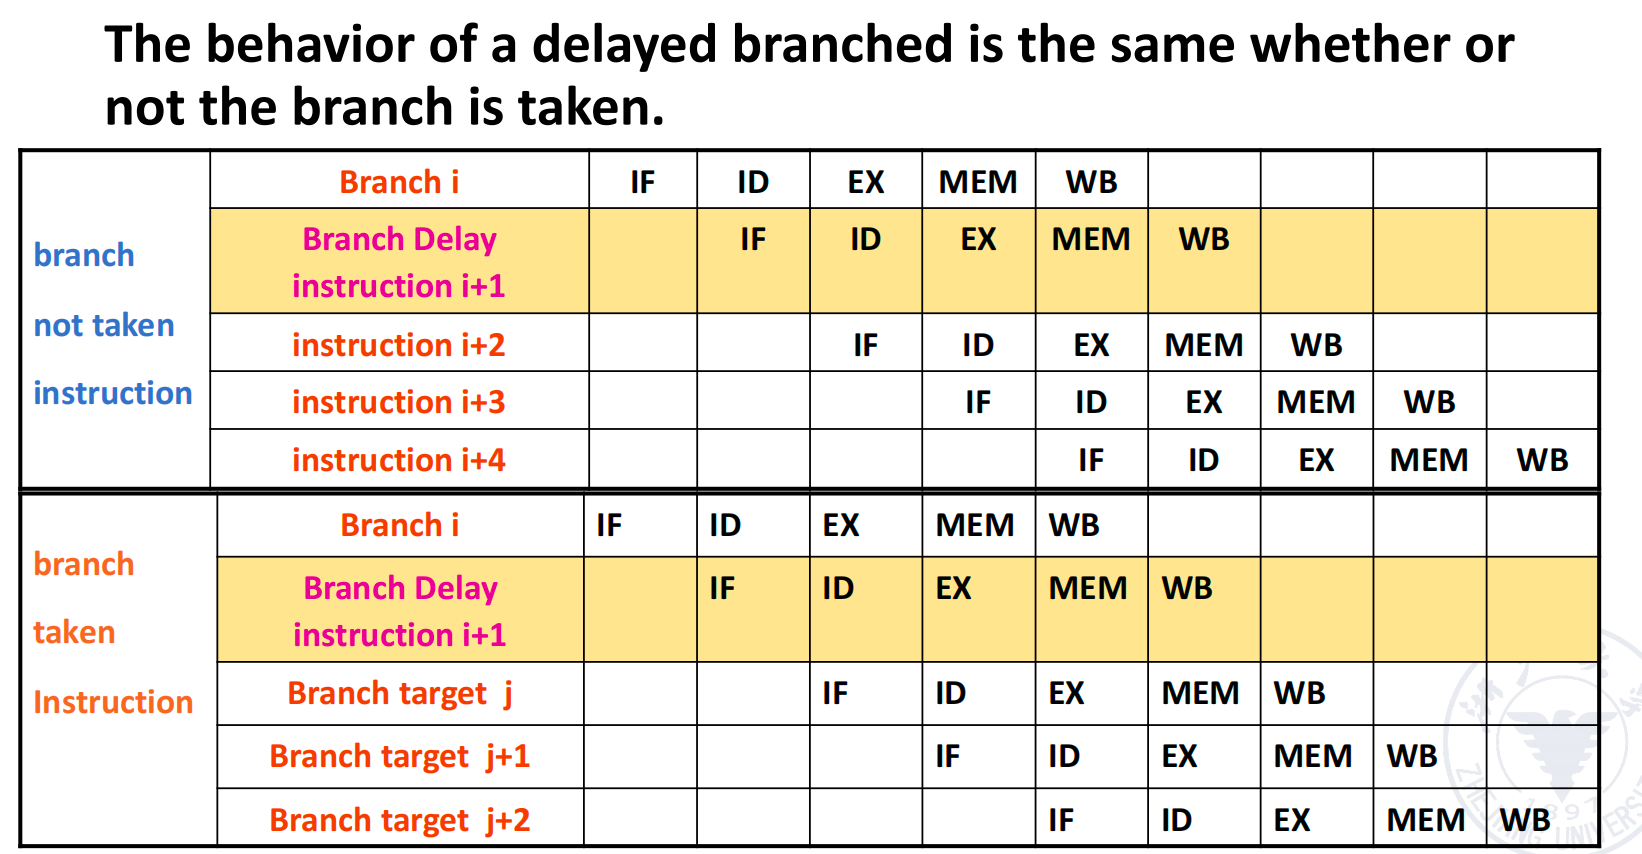 The behavior of a delayed branched is the same whether or
not the branch is taken.
branch
not taken
instruction
Branch i IF ID EX MEM WB
Branch Delay
instruction i+1 IF ID EX MEM WB
instruction i+2 IF ID EX MEM WB
instruction i+3 IF ID EX MEM WB
instruction i+4 IF ID EX MEM WB
branch
taken
Instruction
Branch i IF ID EX MEM WB
Branch Delay
instruction i+1 IF ID EX MEM WB
Branch target j IF ID EX MEM WB
Branch target j+1 IF ID EX MEM WB
Branch target j+2 IF ID EX MEM WB
1897